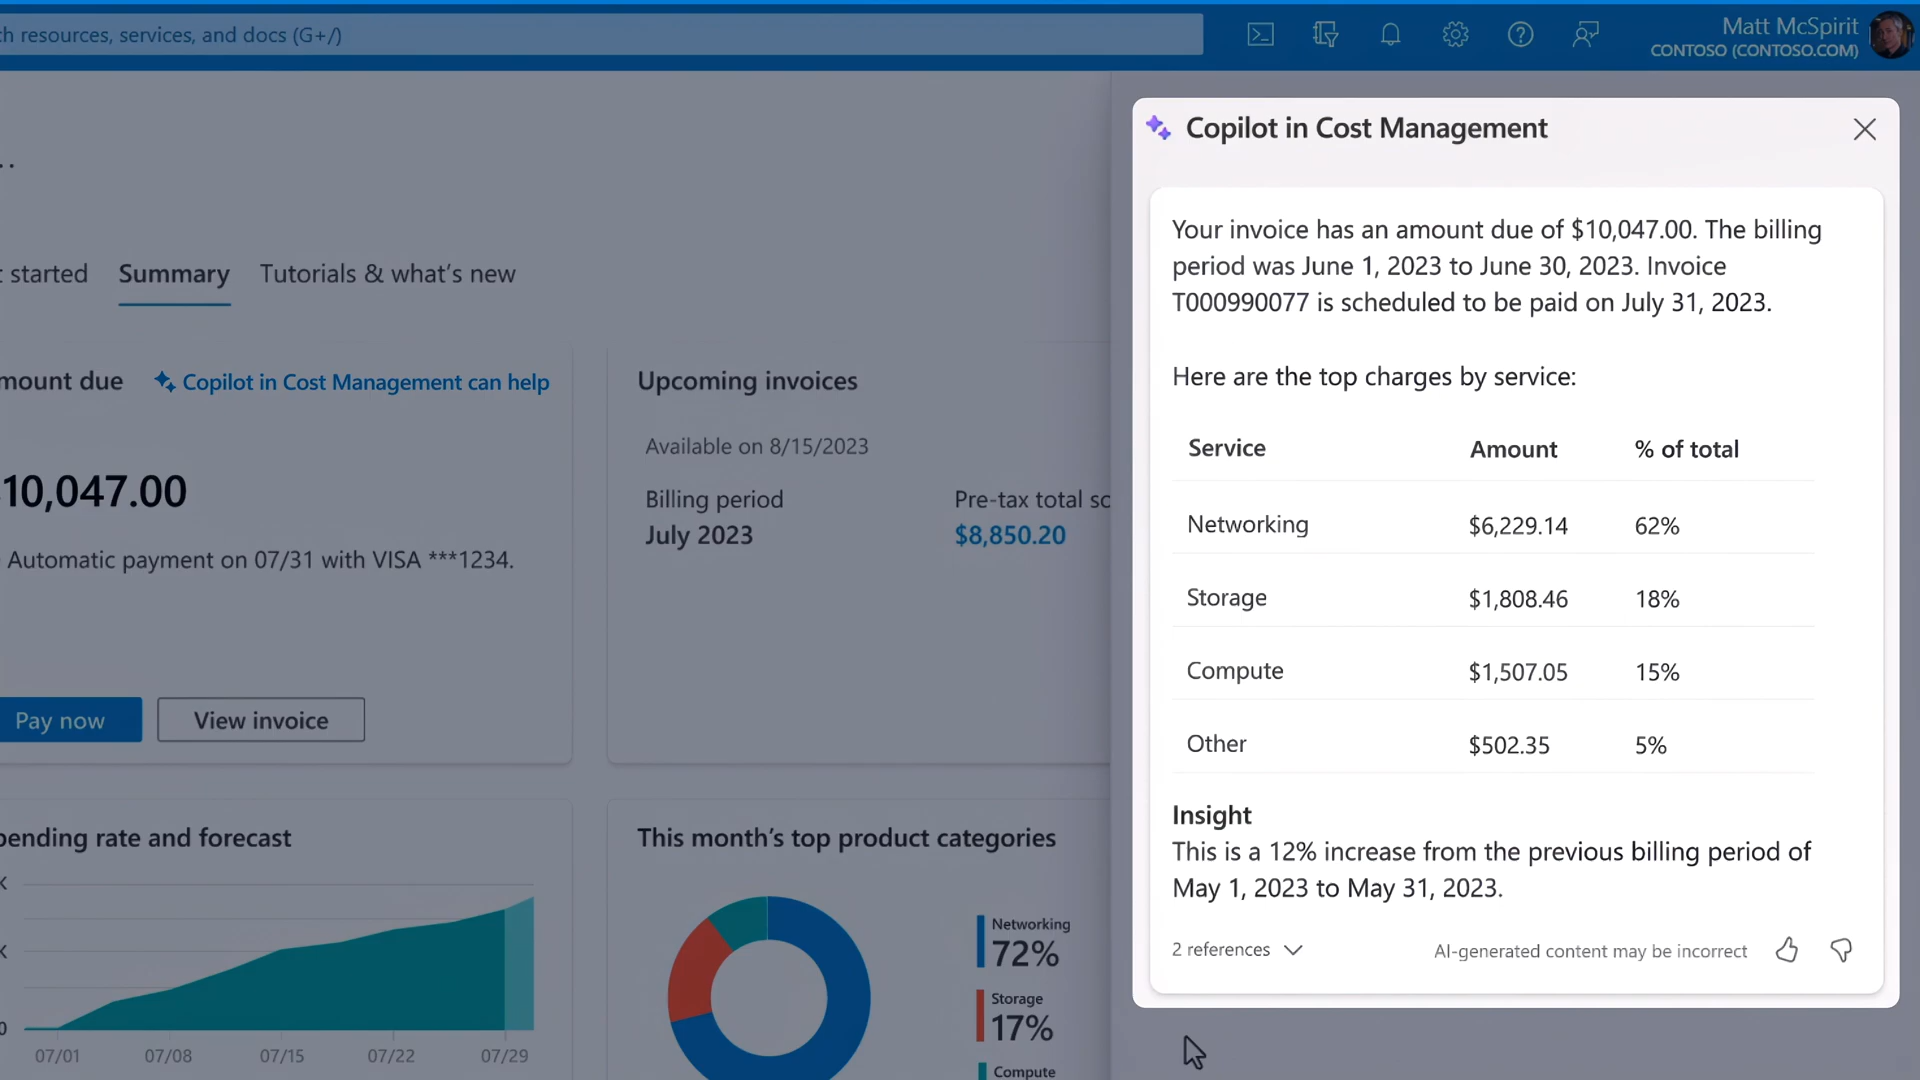 h resources, services, and docs (G+/)
Matt McSpirit
CONTOSO (CONTOSO.COM)
..
t started Summary Tutorials & what's new
mount due Copilot in Cost Management can help
10,047.00
Automatic payment on 07/31 with VISA ***1234.
Pay now View invoice
Upcoming invoices
Available on 8/15/2023
Billing period Pre-tax total so
July 2023 $8,850.20
pending rate and forecast
K
K
0
07/01 07/08 07/15 07/22 07/29
This month's top product categories
Networking
72%
Storage
17%
Compute
Copilot in Cost Management
Your invoice has an amount due of $10,047.00. The billing
period was June 1, 2023 to June 30, 2023. Invoice
T000990077 is scheduled to be paid on July 31, 2023.
Here are the top charges by service:
Service Amount % of total
Networking $6,229.14 62%
Storage $1,808.46 18%
Compute $1,507.05 15%
Other $502.35 5%
Insight
This is a 12% increase from the previous billing period of
May 1, 2023 to May 31, 2023.
2 references AI-generated content may be incorrect